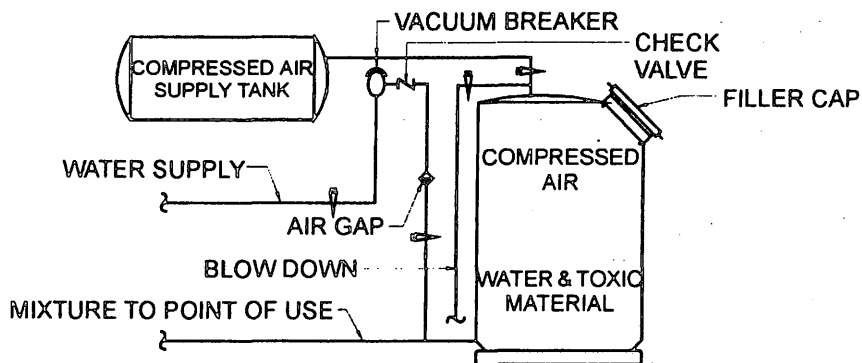 VACUUM BREAKER
COMPRESSED AIR
SUPPLY TANK
CHECK
VALVE
FILLER CAP
COMPRESSED
AIR
WATER SUPPLY
AIR GAP
BLOW DOWN
WATER & TOXIC
MATERIAL
MIXTURE TO POINT OF USE